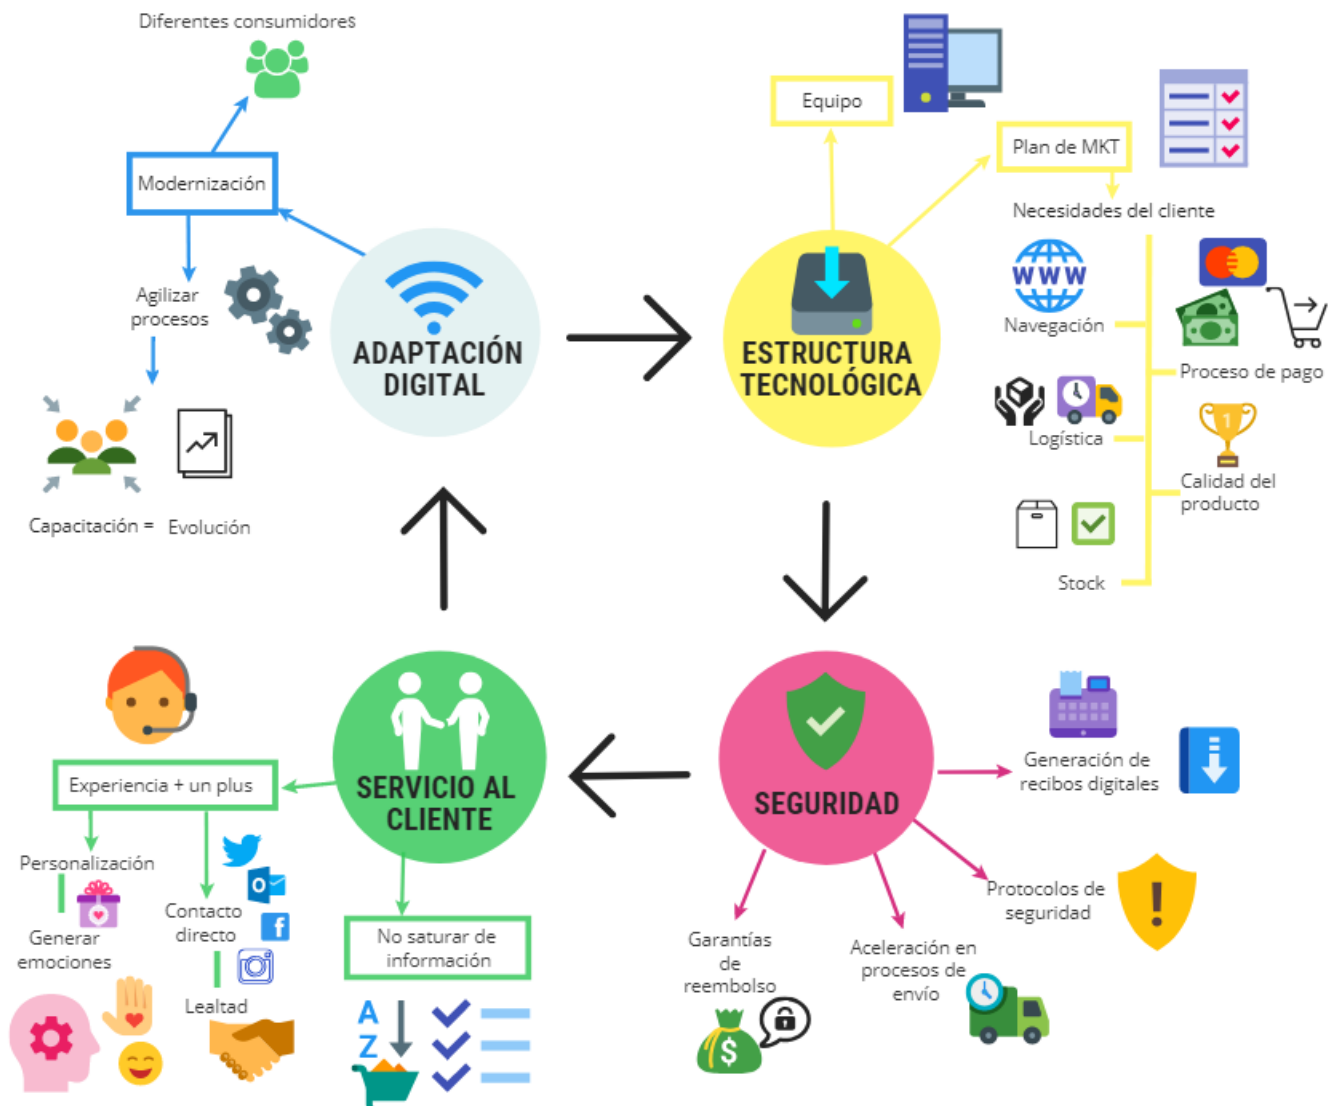 Diferentes consumidores
Modernización
Agilizar
procesos
Capacitación =
Evolución
ADAPTACIÓN
DIGITAL
Equipo
Plan de MKT
Necesidades del cliente
WWW
Navegación
Proceso de pago
Logística
1
Calidad del
producto
Stock
ESTRUCTURA
TECNOLÓGICA
SEGURIDAD
Generación de
recibos digitales
Protocolos de
seguridad
!
Aceleración en
procesos de
envío
Garantías
de
reembolso
$
SERVICIO AL
CLIENTE
Experiencia + un plus
Personalización
Generar
emociones
Contacto
directo
O
f
Lealtad
No saturar de
información
A
Z